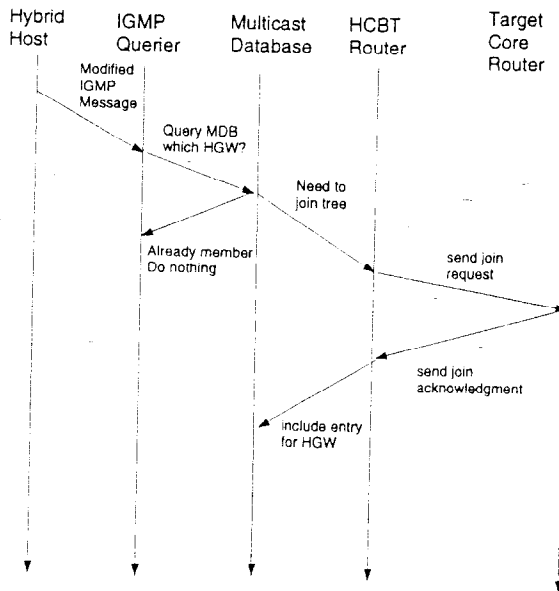 Hybrid
Host
IGMP
Querier
Multicast
Database
HCBT
Router
Target
Core
Router
Modified
IGMP
Message
Query MDB
which HGW?
Need to
join tree
Already member
Do nothing
send join
request
send join
acknowledgment
include entry
for HGW